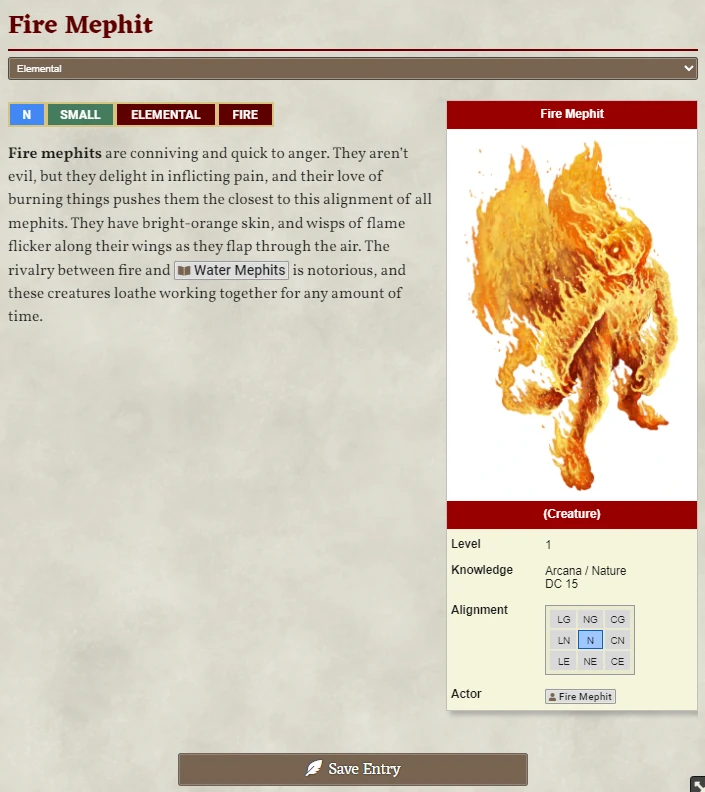 Fire Mephit
Elemental
N SMALL ELEMENTAL FIRE
Fire mephits are conniving and quick to anger. They aren't
evil, but they delight in inflicting pain, and their love of
burning things pushes them the closest to this alignment of all
mephits. They have bright-orange skin, and wisps of flame
flicker along their wings as they flap through the air. The
rivalry between fire and Water Mephits is notorious, and
these creatures loathe working together for any amount of
time.
Fire Mephit
(Creature)
Level 1
Knowledge Arcana / Nature
DC 15
Alignment
LG NG CG
LN N CN
LE NE CE
Actor Fire Mephit
Save Entry